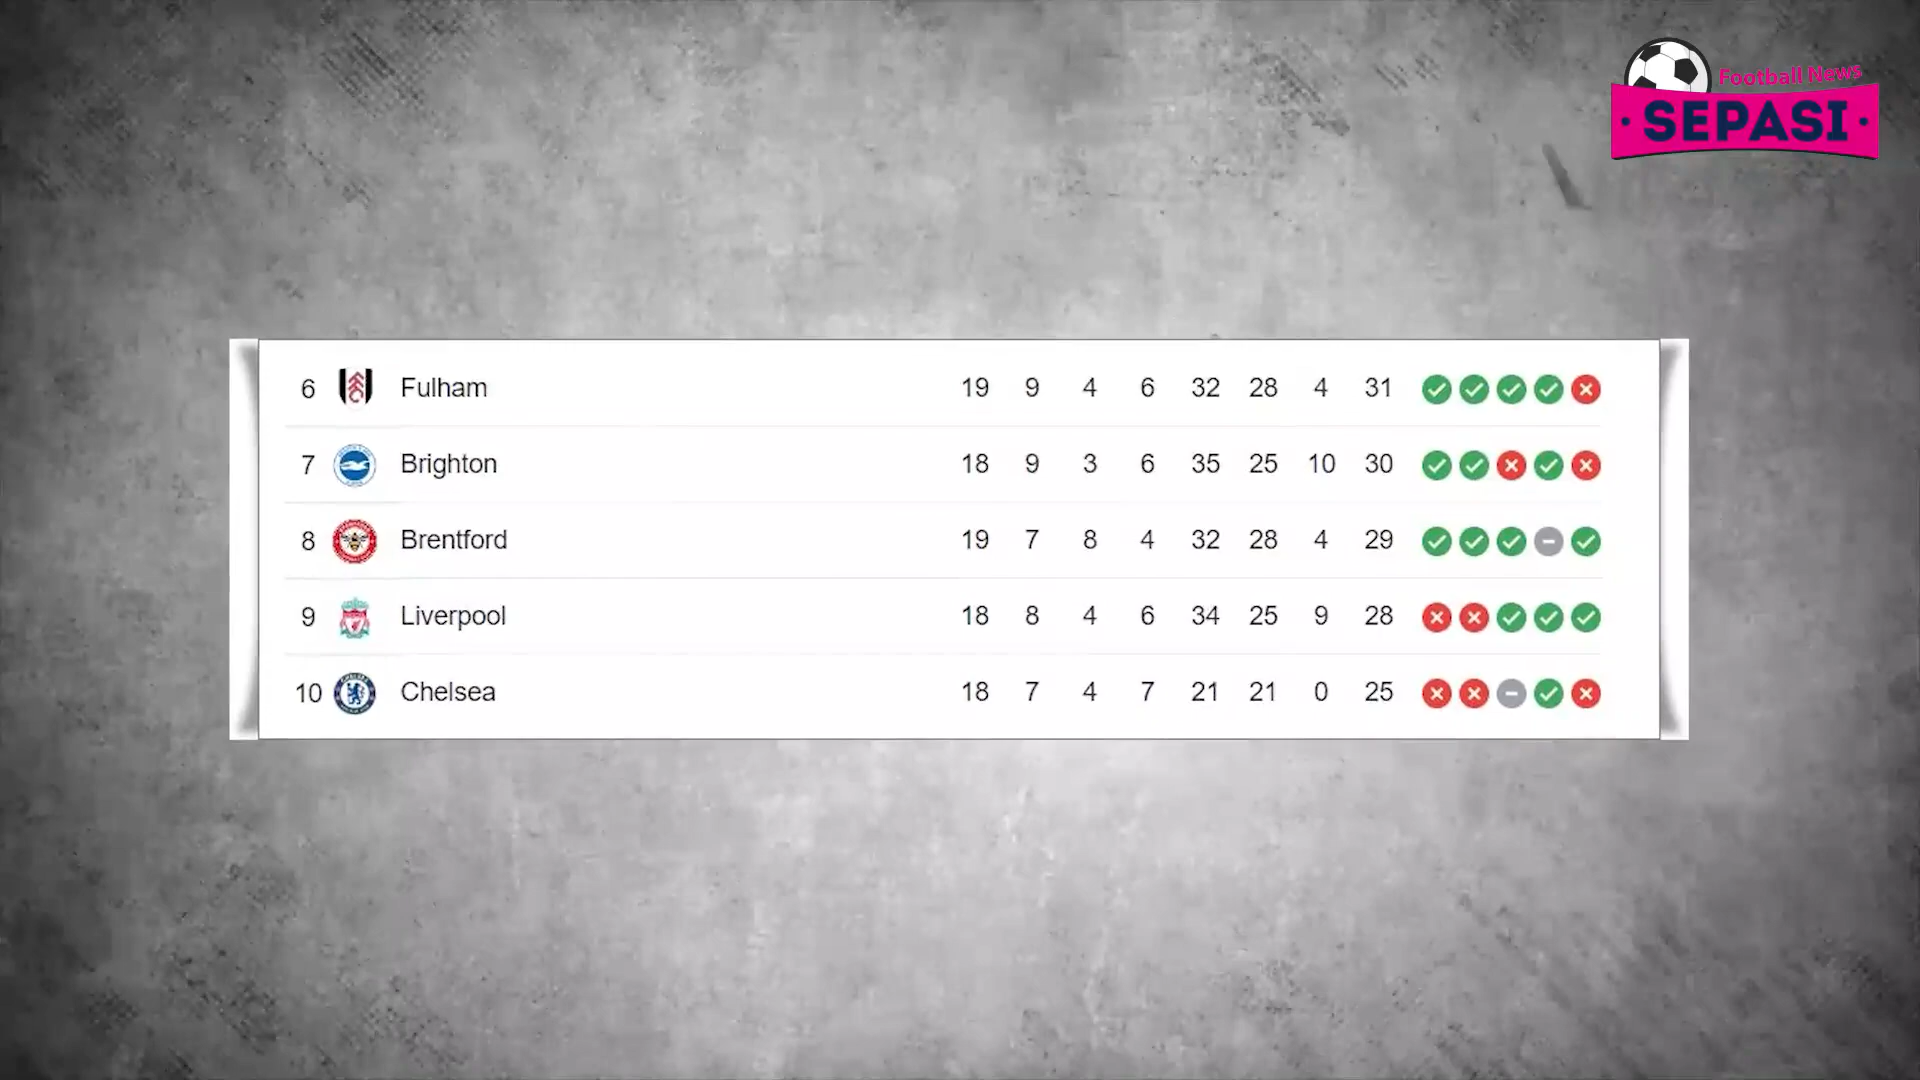 Football News
SEPASI
6 Fulham 19 9 4 6 32 28 4 31
7 Brighton 18 9 3 6 35 25 10 30
8 Brentford 19 7 8 4 32 28 4 29
9 Liverpool 18 8 4 6 34 25 9 28
10 Chelsea 18 7 4 7 21 21 0 25